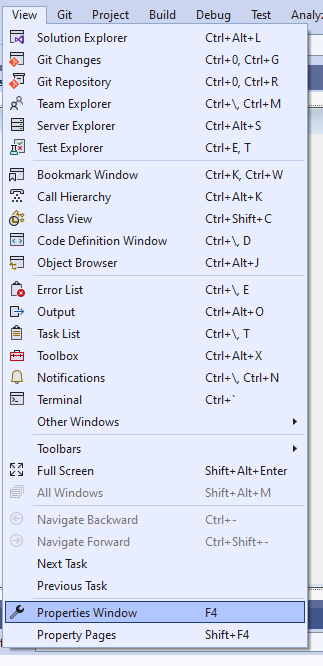 View Git Project Build Debug Test Analyz
Solution Explorer Ctrl+Alt+L
Git Changes Ctrl+0, Ctrl+G
Git Repository Ctrl+0, Ctrl+R
Team Explorer Ctrl+\, Ctrl+M
Server Explorer Ctrl+Alt+S
Test Explorer Ctrl+E, T
Bookmark Window Ctrl+K, Ctrl+W
Call Hierarchy Ctrl+Alt+K
Class View Ctrl+Shift+C
Code Definition Window Ctrl+\, D
Object Browser Ctrl+Alt+J
Error List Ctrl+\, E
Output Ctrl+Alt+O
Task List Ctrl+\, T
Toolbox Ctrl+Alt+X
Notifications Ctrl+\, Ctrl+N
Terminal Ctrl+`
Other Windows
Toolbars
Full Screen Shift+Alt+Enter
All Windows Shift+Alt+M
Navigate Backward Ctrl+-
Navigate Forward Ctrl+Shift+-
Next Task
Previous Task
Properties Window F4
Property Pages Shift+F4